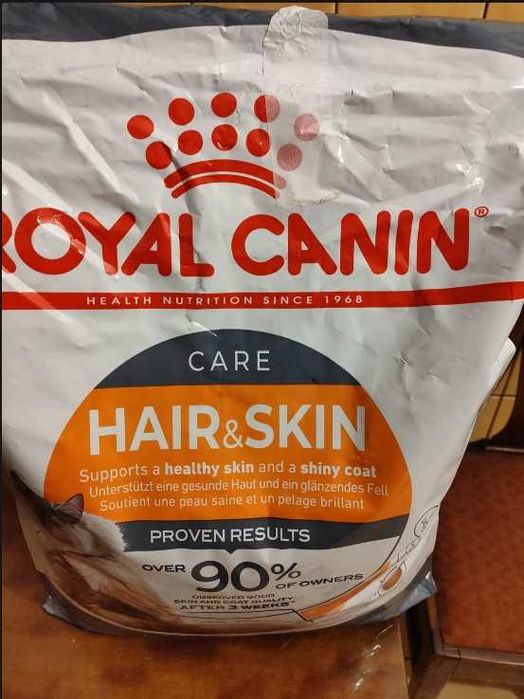 ROYAL CANIN®
HEALTH NUTRITION SINCE 1968
CARE
HAIR&SKIN
Supports a healthy skin and a shiny coat
Unterstützt eine gesunde Haut und ein glänzendes Fell
Soutient une peau saine et un pelage brillant
PROVEN RESULTS
OVER 90% OF OWNERS
OBSERVED GOOD
SKIN AND COAT QUALITY
AFTER 3 WEEKS*